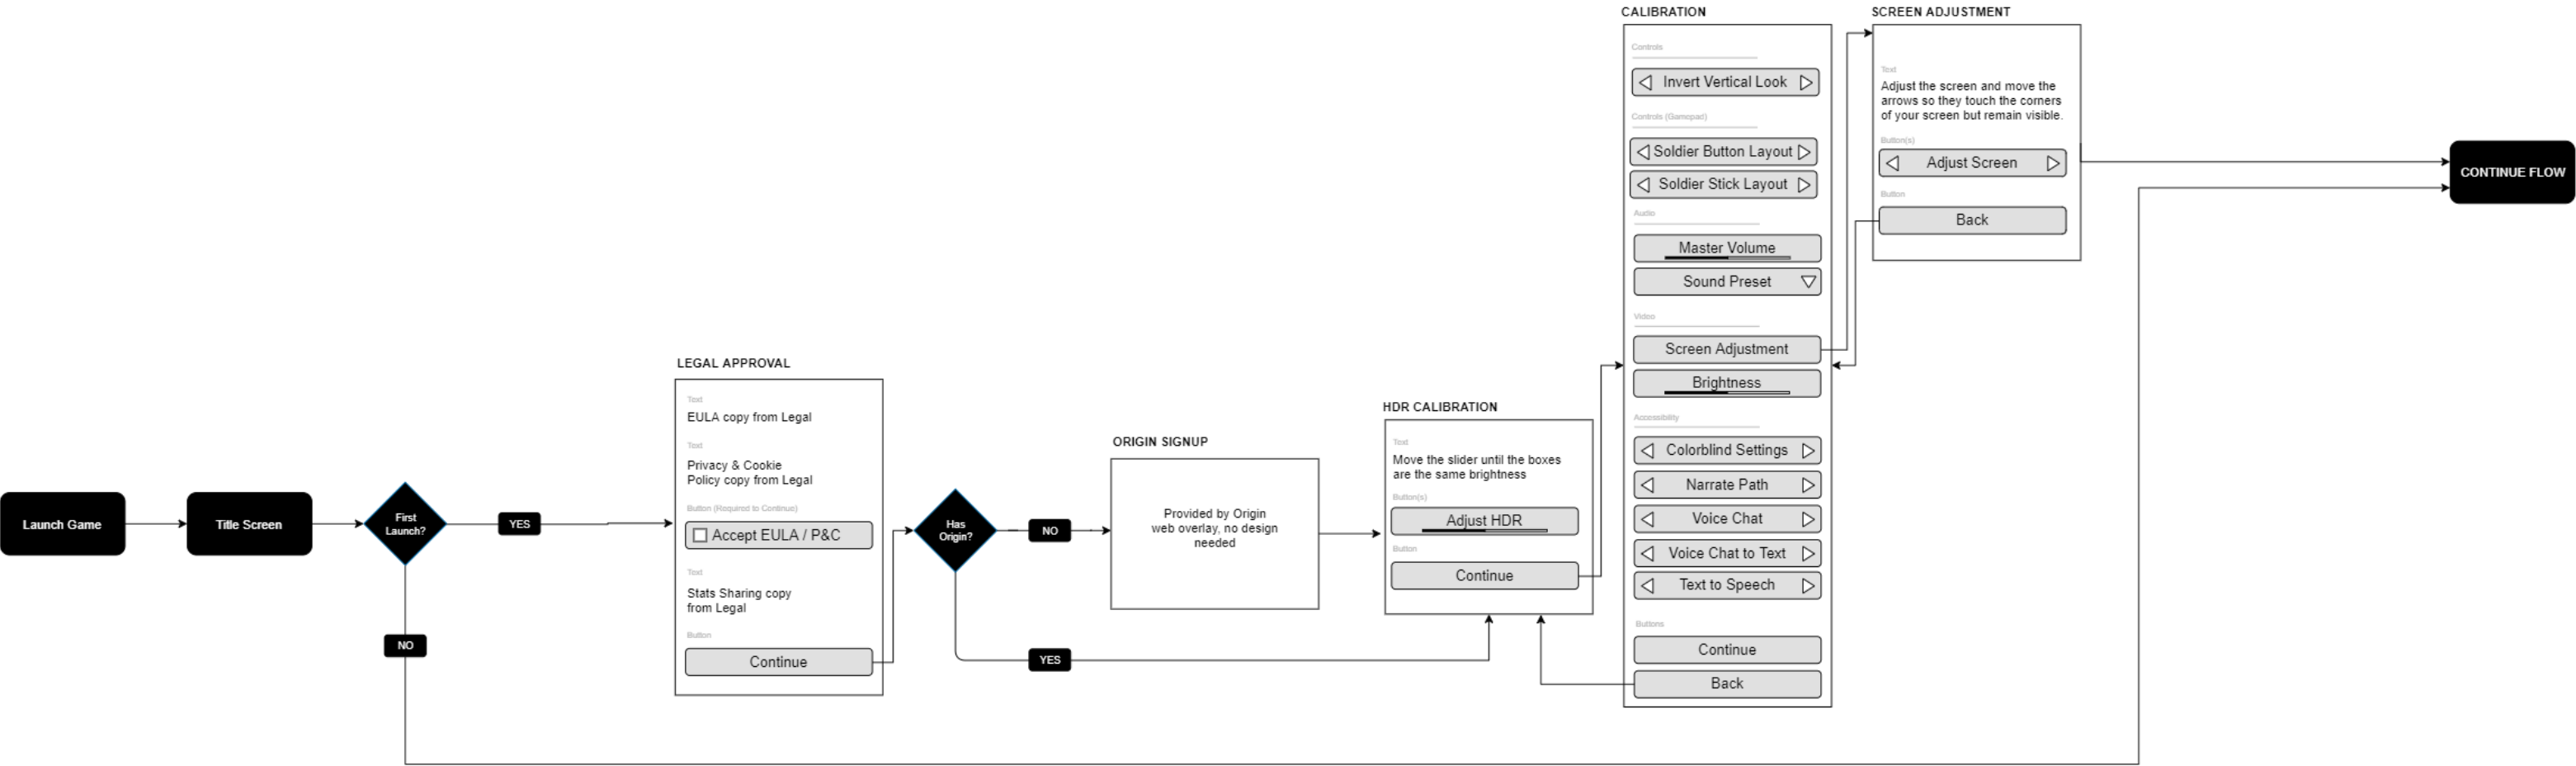 Launch Game
Title Screen
First
Launch?
YES
NO
LEGAL APPROVAL
Text
EULA copy from Legal
Text
Privacy & Cookie
Policy copy from Legal
Button (Required to Continue)
Accept EULA / P&C
Text
Stats Sharing copy
from Legal
Button
Continue
Has
Origin?
NO
YES
ORIGIN SIGNUP
Provided by Origin
web overlay, no design
needed
HDR CALIBRATION
Text
Move the slider until the boxes
are the same brightness
Button(s)
Adjust HDR
Button
Continue
CALIBRATION
Controls
Invert Vertical Look
Controls (Gamepad)
Soldier Button Layout
Soldier Stick Layout
Audio
Master Volume
Sound Preset
Video
Screen Adjustment
Brightness
Accessibility
Colorblind Settings
Narrate Path
Voice Chat
Voice Chat to Text
Text to Speech
Buttons
Continue
Back
SCREEN ADJUSTMENT
Text
Adjust the screen and move the
arrows so they touch the corners
of your screen but remain visible.
Button(s)
Adjust Screen
Button
Back
CONTINUE FLOW